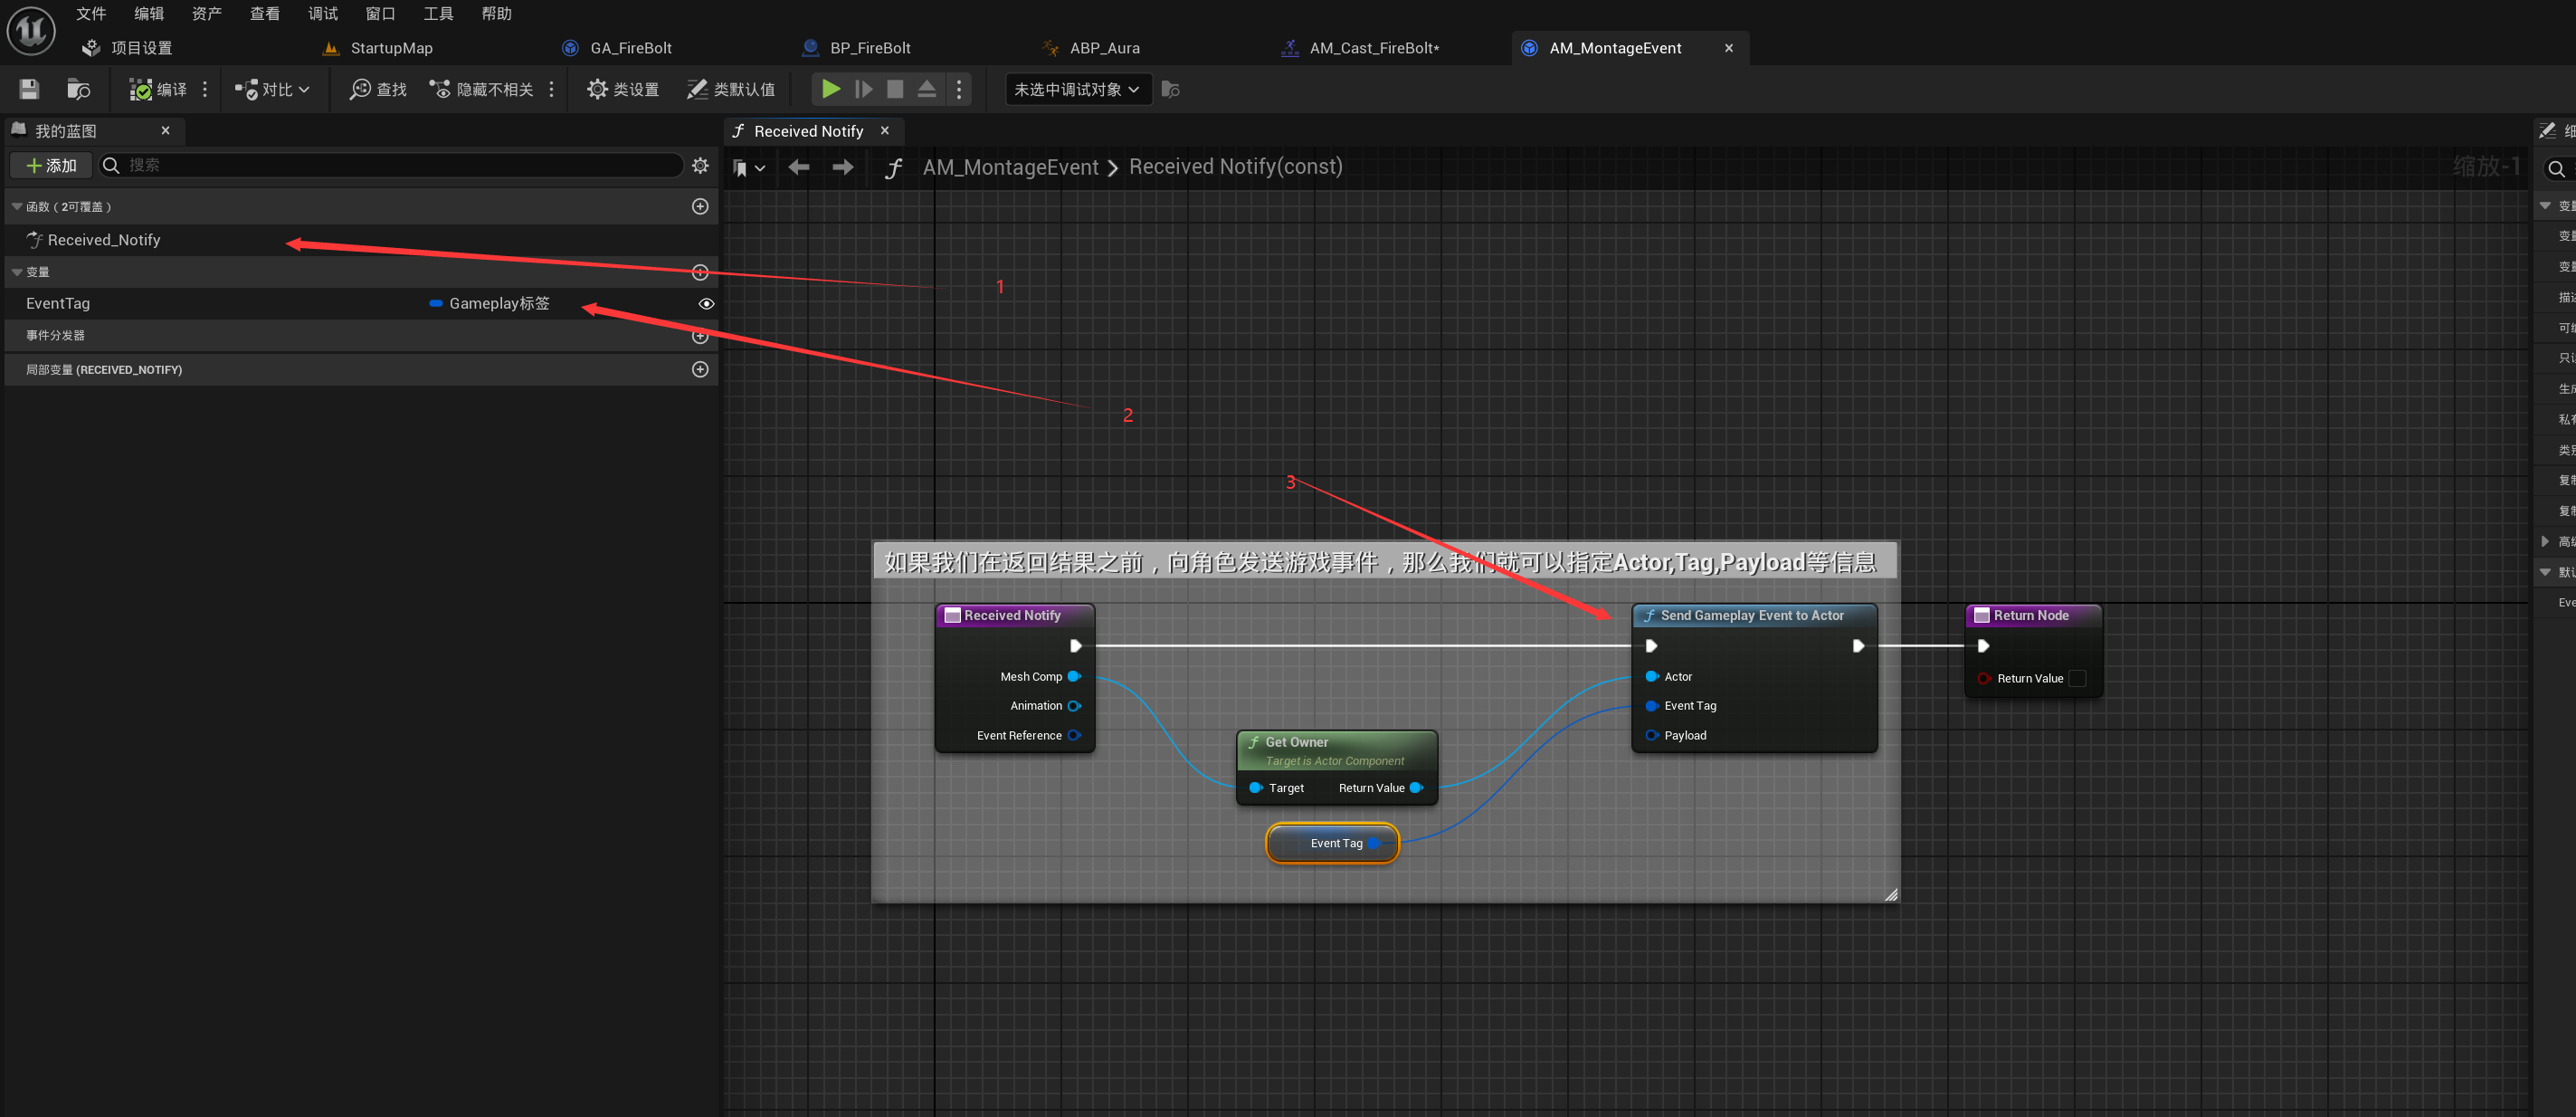 文件 编辑 资产 查看 调试 窗口 工具 帮助
项目设置 StartupMap GA_FireBolt BP_FireBolt ABP_Aura AM_Cast_FireBolt* AM_MontageEvent
编译 对比 查找 隐藏不相关 类设置 类默认值 未选中调试对象
我的蓝图 Received Notify
添加 搜索 AM_MontageEvent Received Notify(const) 缩放-1
函数（2可覆盖）
Received_Notify
变量
1
EventTag Gameplay标签
事件分发器
局部变量 (RECEIVED_NOTIFY)
2
3
如果我们在返回结果之前，向角色发送游戏事件，那么我们就可以指定Actor,Tag,Payload等信息
Received Notify
Mesh Comp
Animation
Event Reference
Get Owner
Target is Actor Component
Target Return Value
Event Tag
Send Gameplay Event to Actor
Actor
Event Tag
Payload
Return Node
Return Value